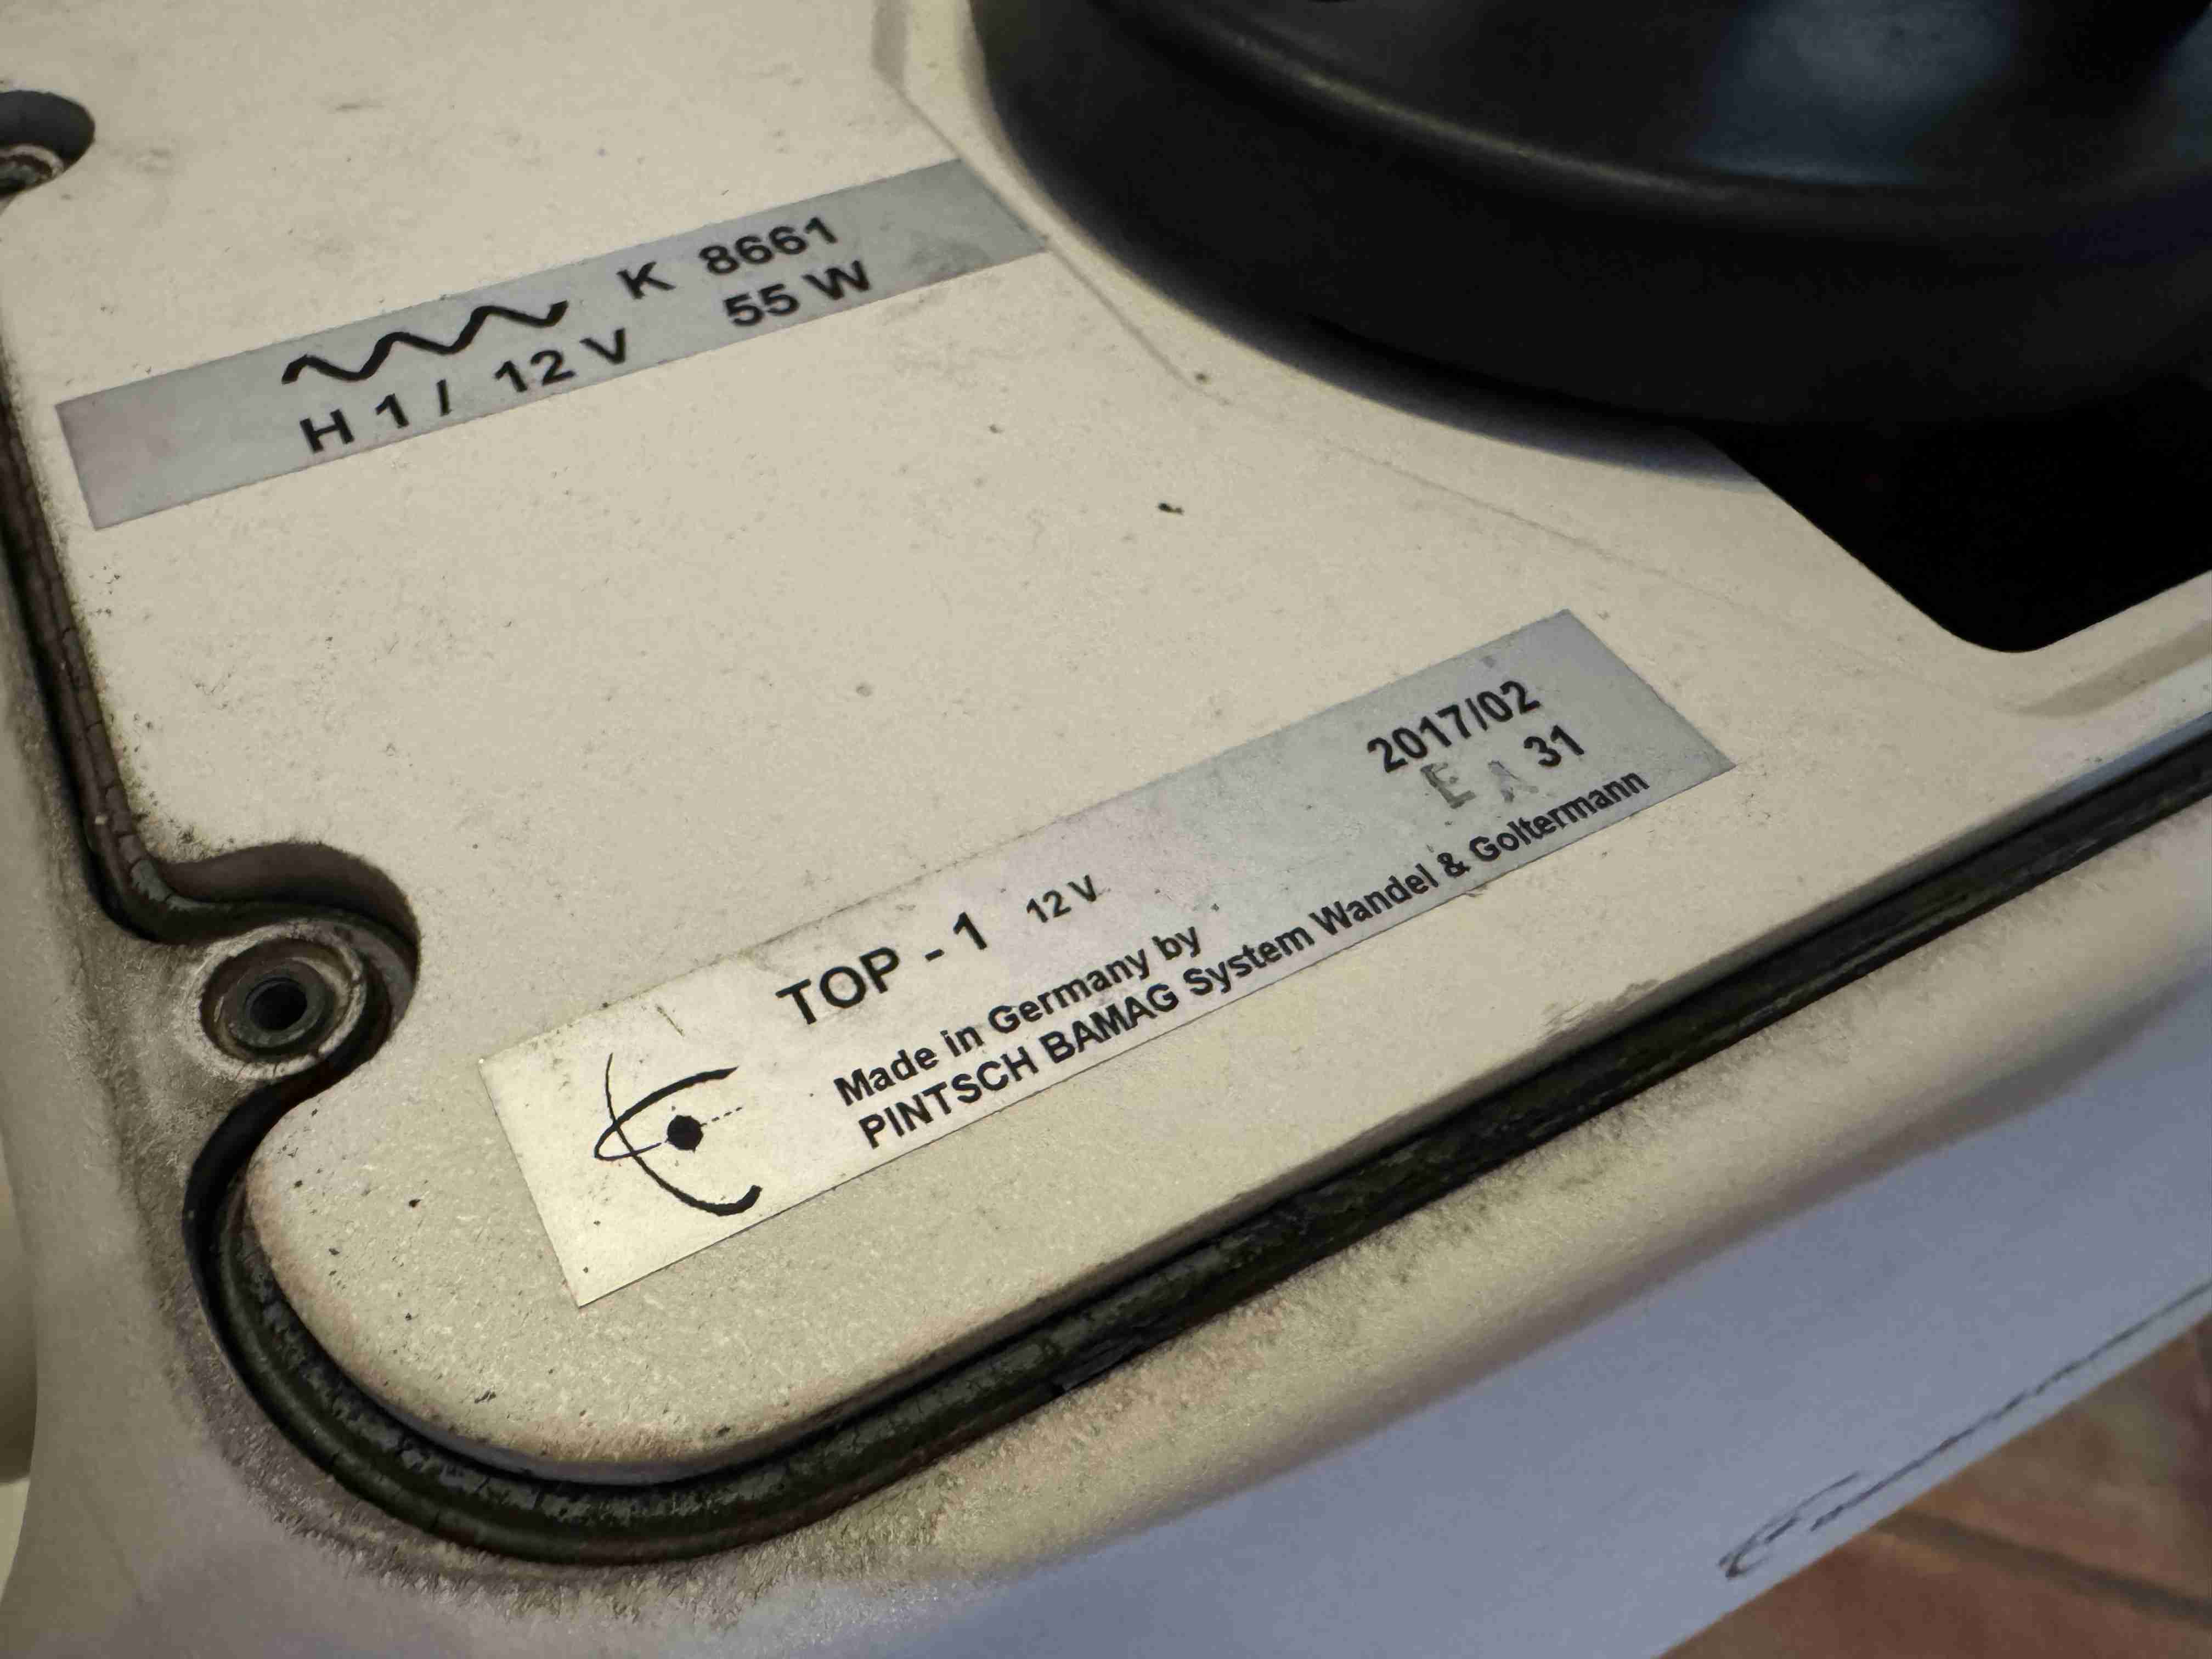 K 8661
H 1 / 12 V 55 W
TOP - 1 12 V 2017/02
E A 31
Made in Germany by
PINTSCH BAMAG System Wandel & Goltermann